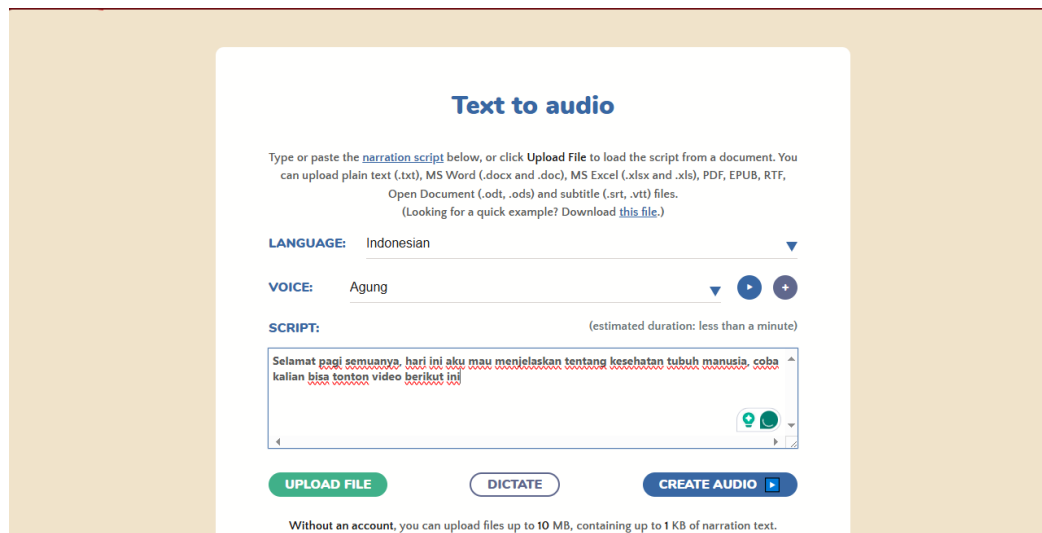 Text to audio
Type or paste the narration script below, or click Upload File to load the script from a document. You
can upload plain text (.txt), MS Word (.docx and .doc), MS Excel (.xlsx and .xls), PDF, EPUB, RTF,
Open Document (.odt, .ods) and subtitle (.srt, .vtt) files.
(Looking for a quick example? Download this file.)
LANGUAGE: Indonesian
VOICE: Agung
SCRIPT: (estimated duration: less than a minute)
Selamat pagi semuanya, hari ini aku mau menjelaskan tentang kesehatan tubuh manusia, coba
kalian bisa tonton video berikut ini
UPLOAD FILE DICTATE CREATE AUDIO
Without an account, you can upload files up to 10 MB, containing up to 1 KB of narration text.